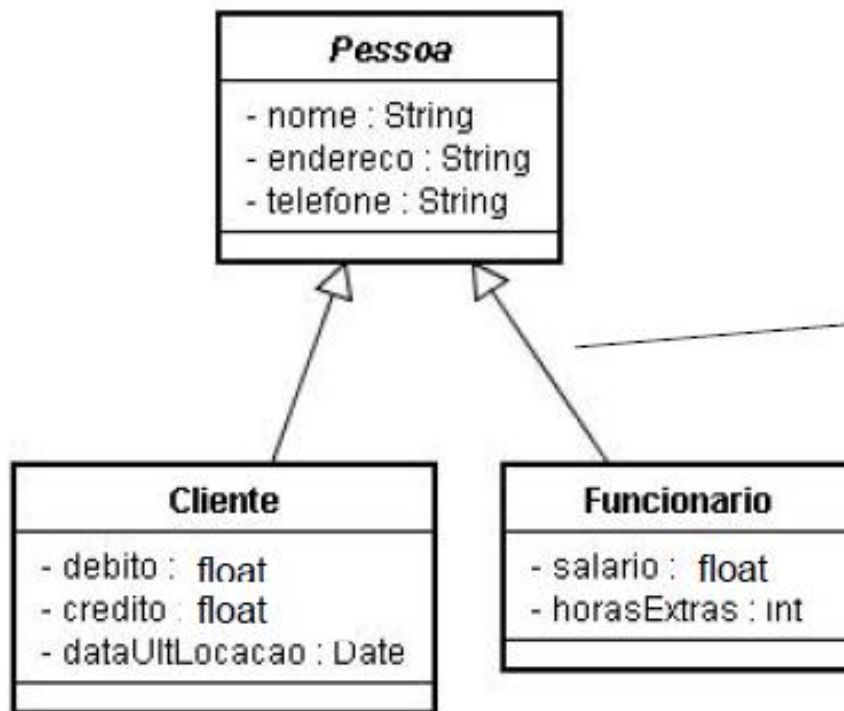 Pessoa
- nome : String
- endereco : String
- telefone : String
Cliente
- debito : float
- credito : float
- dataUltLocacao : Date
Funcionario
- salario : float
- horasExtras : int